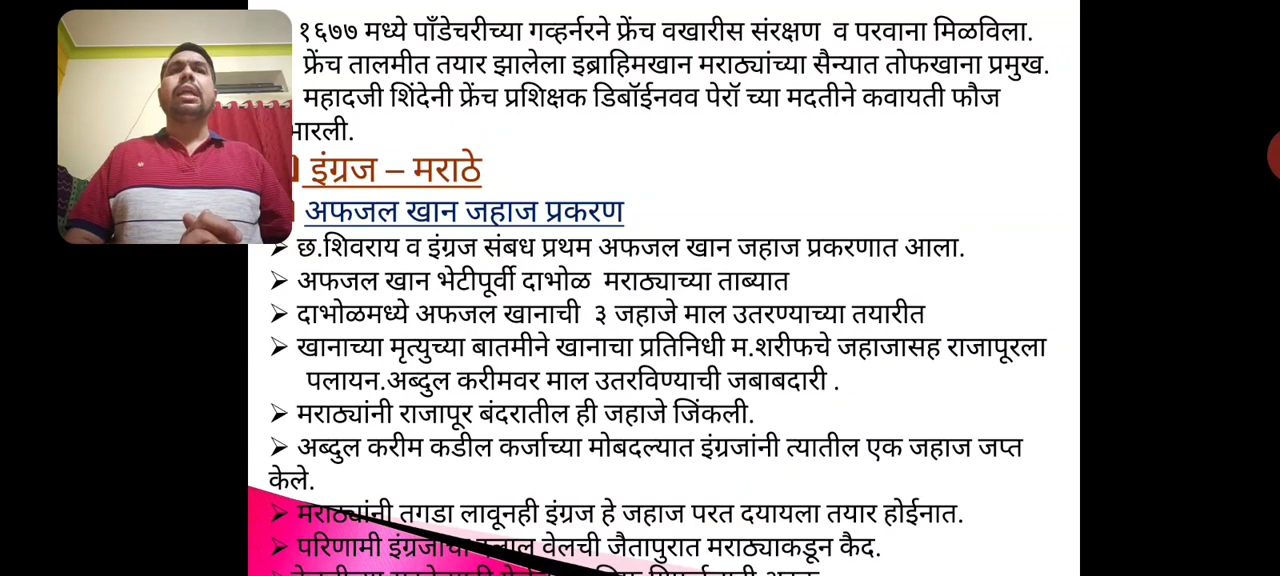 १६७७ मध्ये पाँडेचरीच्या गव्हर्नरने फ्रेंच वखारीस संरक्षण व परवाना मिळविला.
फ्रेंच तालमीत तयार झालेला इब्राहिमखान मराठ्यांच्या सैन्यात तोफखाना प्रमुख.
महादजी शिंदेनी फ्रेंच प्रशिक्षक डिबॉईनवव पेरॉ च्या मदतीने कवायती फौज
इंग्रज – मराठे
अफजल खान जहाज प्रकरण
➢ छ.शिवराय व इंग्रज संबध प्रथम अफजल खान जहाज प्रकरणात आला.
➢ अफजल खान भेटीपूर्वी दाभोळ मराठ्याच्या ताब्यात
➢ दाभोळमध्ये अफजल खानाची ३ जहाजे माल उतरण्याच्या तयारीत
➢ खानाच्या मृत्युच्या बातमीने खानाचा प्रतिनिधी म.शरीफचे जहाजासह राजापूरला
पलायन.अब्दुल करीमवर माल उतरविण्याची जबाबदारी .
➢ मराठ्यांनी राजापूर बंदरातील ही जहाजे जिंकली.
➢ अब्दुल करीम कडील कर्जाच्या मोबदल्यात इंग्रजांनी त्यातील एक जहाज जप्त
केले.
➢ मराठ्यांनी तगडा लावूनही इंग्रज हे जहाज परत दयायला तयार होईनात.
➢ परिणामी इंग्रजांचा दलाल वेलची जैतापुरात मराठ्याकडून कैद.